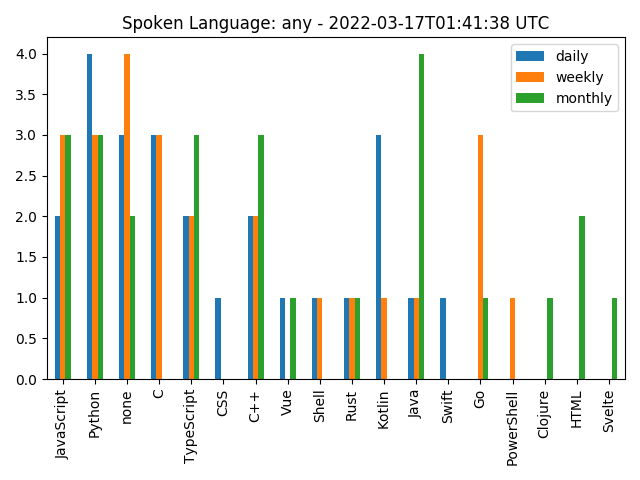 Spoken Language: any - 2022-03-17T01:41:38 UTC
daily
weekly
monthly
4.0
3.5
3.0
2.5
2.0
1.5
1.0
0.5
0.0
JavaScript
Python
none
C
TypeScript
CSS
C++
Vue
Shell
Rust
Kotlin
Java
Swift
Go
PowerShell
Clojure
HTML
Svelte